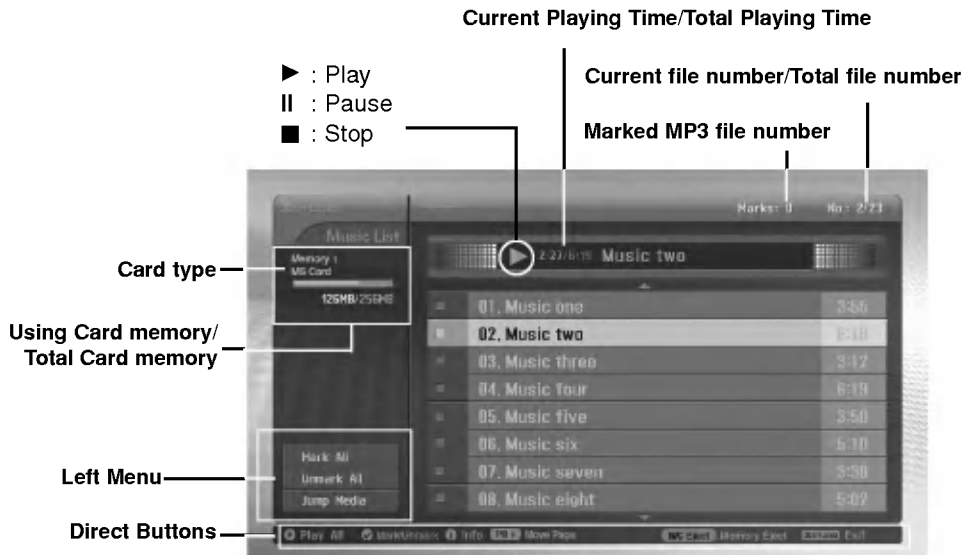 Current Playing Time/Total Playing Time
▶ : Play
Current file number/Total file number
II : Pause
Marked MP3 file number
■ : Stop
Marks: 0 No.: 2/23
Music List
Memory 1
MS Card
126MB/256MB
2:27/6:15 Music two
Card type
Using Card memory/
Total Card memory
01. Music one 3:55
02. Music two
03. Music three 3:12
04. Music four 6:19
05. Music five 3:50
06. Music six 5:10
07. Music seven 3:30
08. Music eight 5:02
Mark All
Unmark All
Jump Media
Left Menu
Direct Buttons
Play All Mark/Unmark Info Move Page Memory Eject Exit